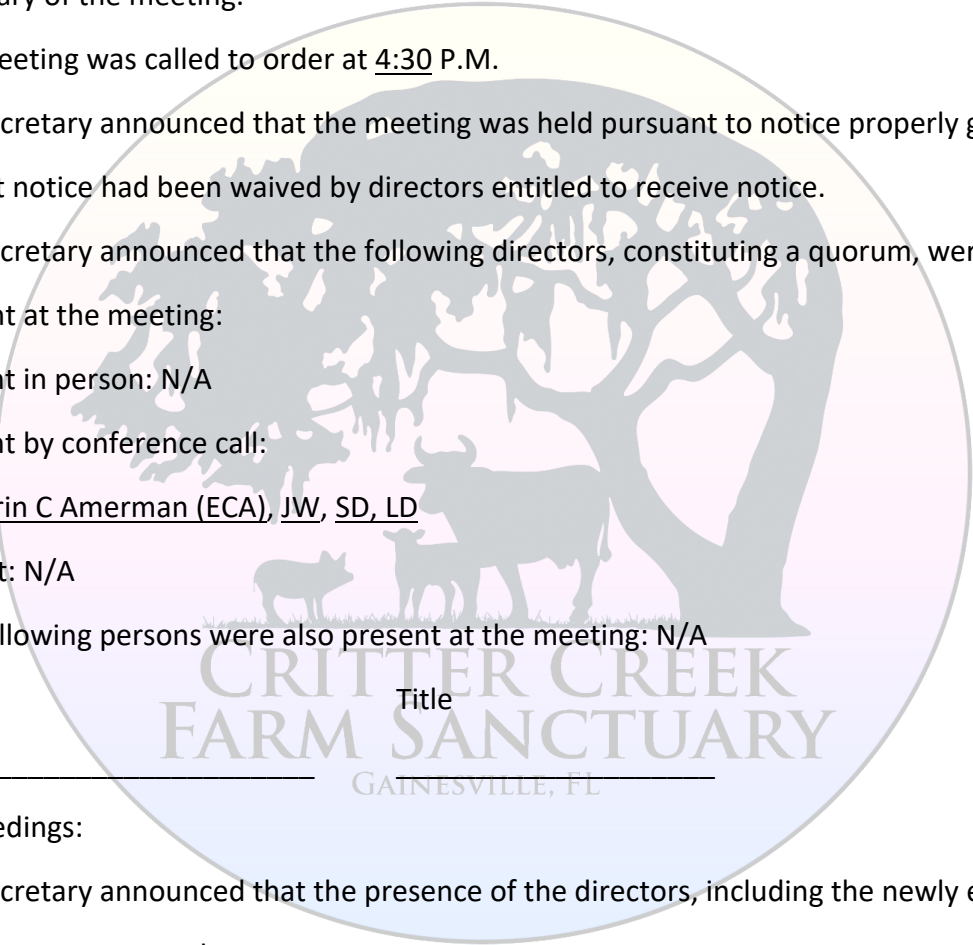 ary of the meeting.
eeting was called to order at 4:30 P.M.
cretary announced that the meeting was held pursuant to notice properly g
t notice had been waived by directors entitled to receive notice.
cretary announced that the following directors, constituting a quorum, wer
nt at the meeting:
nt in person: N/A
nt by conference call:
rin C Amerman (ECA), JW, SD, LD
t: N/A
llowing persons were also present at the meeting: N/A
CRITTER CREEK
Title
FARM SANCTUARY
GAINESVILLE, FL
edings:
cretary announced that the presence of the directors, including the newly e